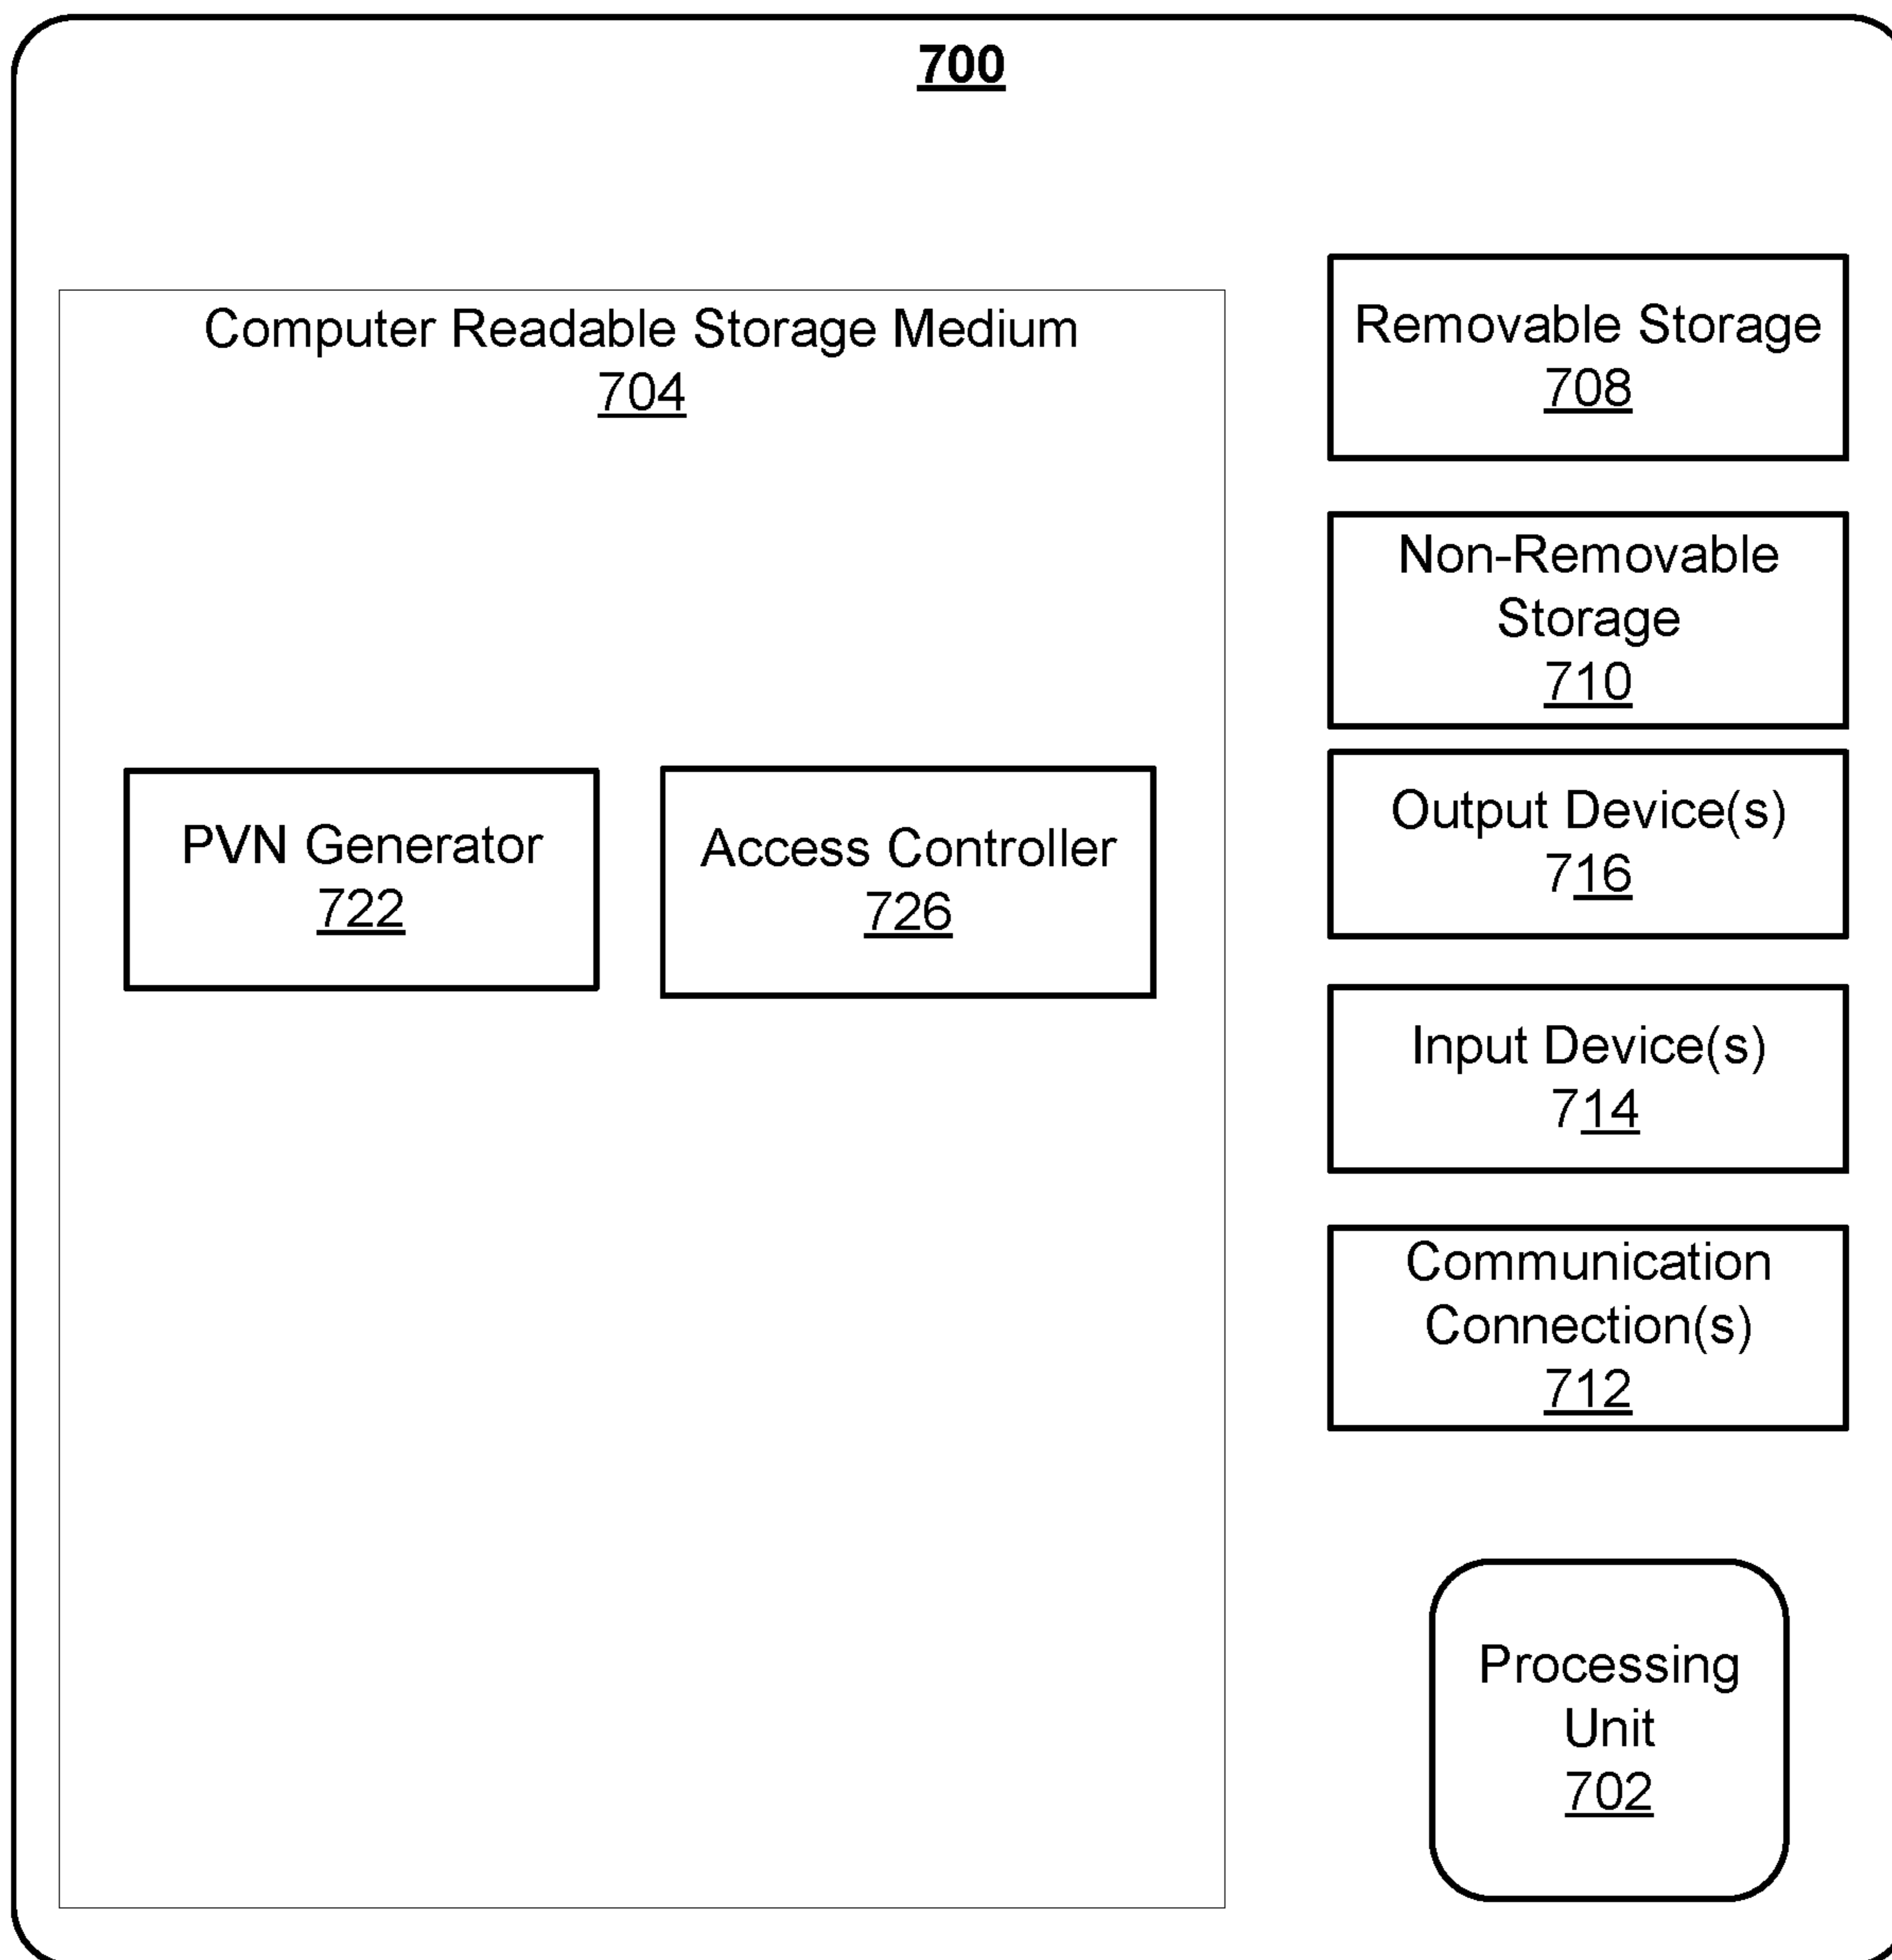 700
Computer Readable Storage Medium
704
PVN Generator
722
Access Controller
726
Removable Storage
708
Non-Removable
Storage
710
Output Device(s)
716
Input Device(s)
714
Communication
Connection(s)
712
Processing
Unit
702